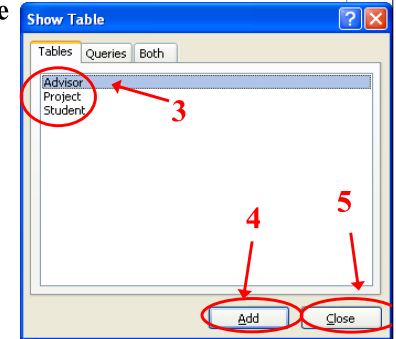 e
Show Table
Tables Queries Both
Advisor
Project
Student
3
4
5
Add Close